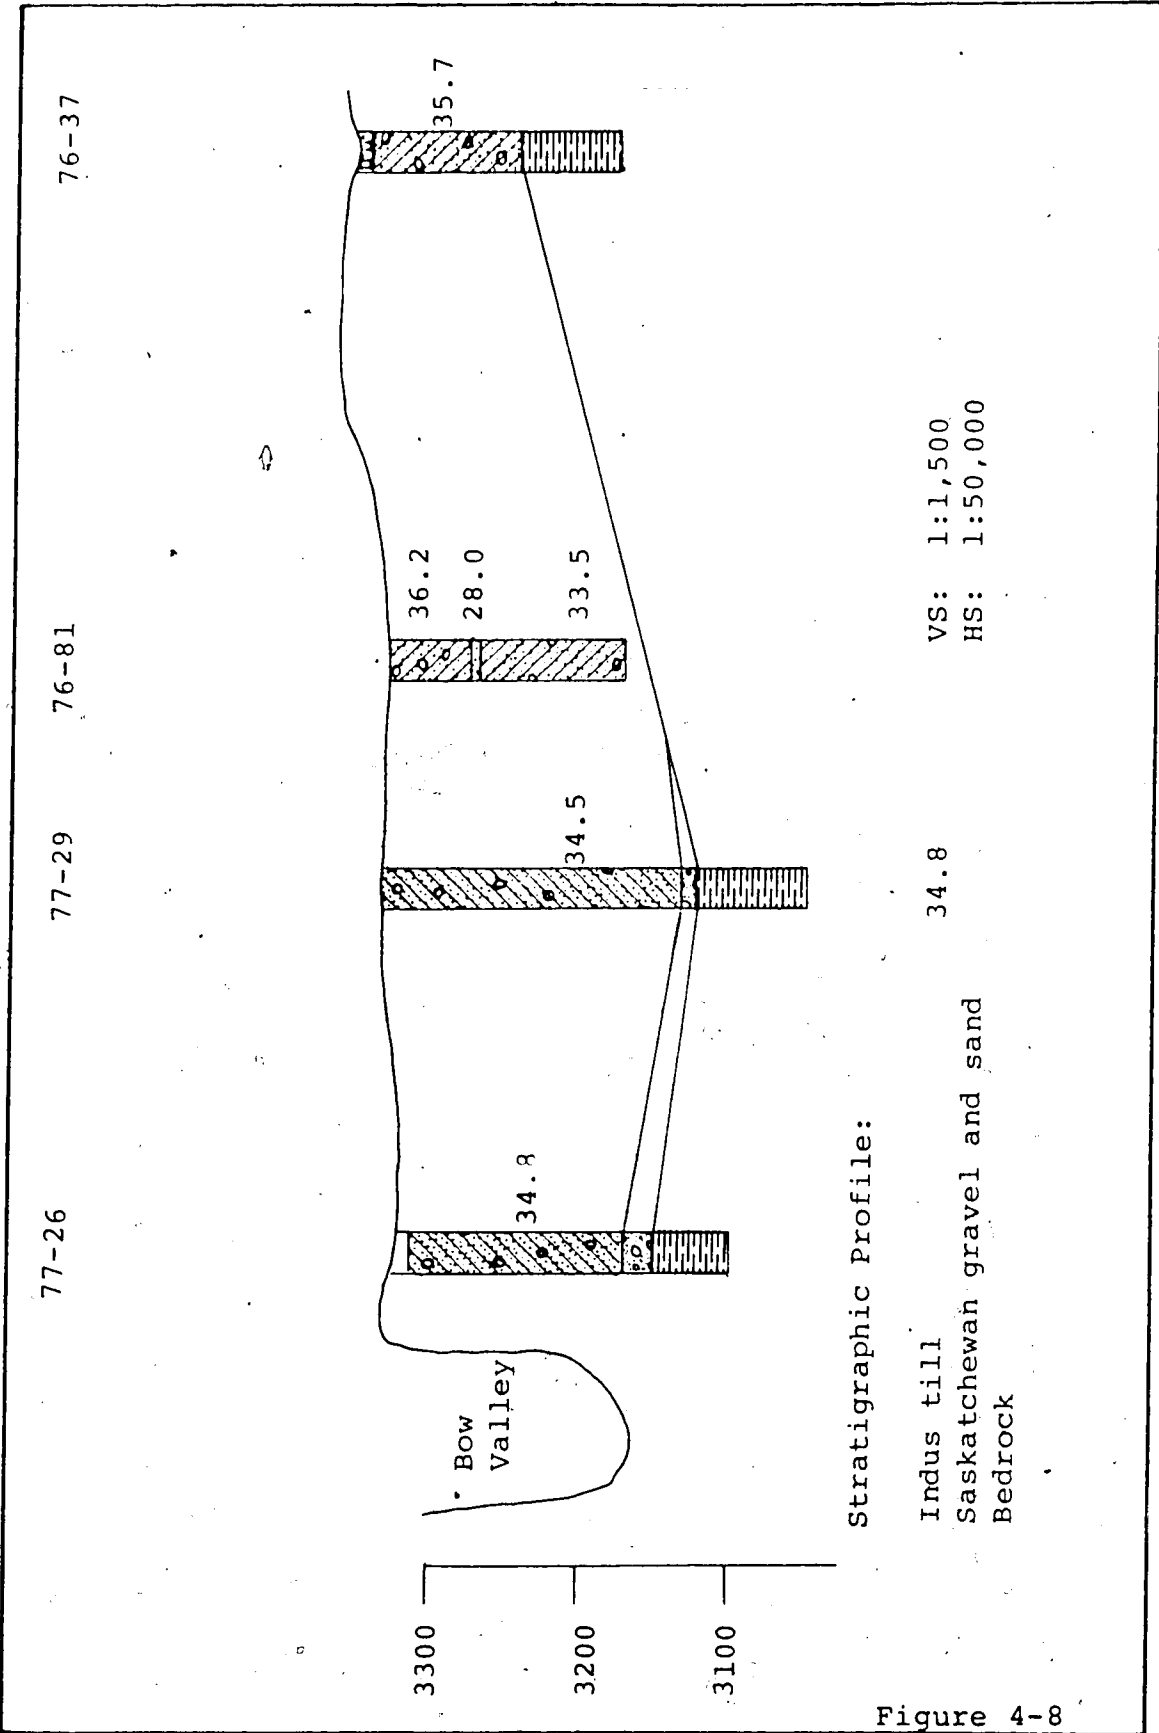 77-26
77-29
76-81
76-37
Bow
Valley
34.8
34.5
36.2
28.0
33.5
35.7
3300
3200
3100
Stratigraphic Profile:
Indus till 34.8
Saskatchewan gravel and sand
Bedrock
VS: 1:1,500
HS: 1:50,000
Figure 4-8